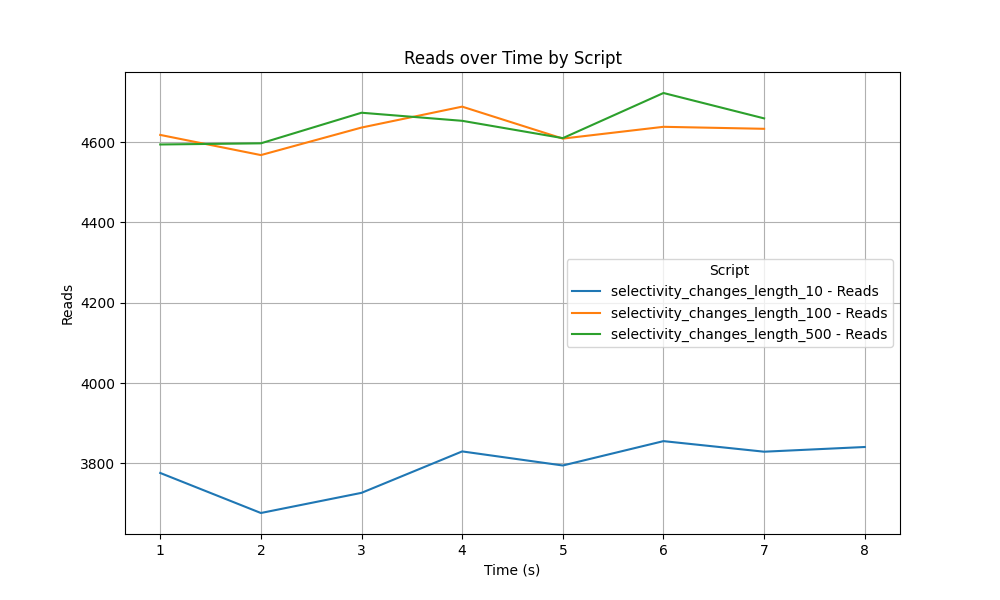 Reads over Time by Script
Reads
4600
4400
4200
4000
3800
Script
selectivity_changes_length_10 - Reads
selectivity_changes_length_100 - Reads
selectivity_changes_length_500 - Reads
1 2 3 4 5 6 7 8
Time (s)